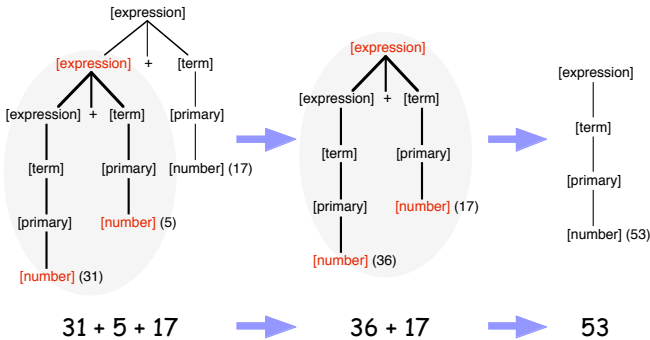 [expression]
[expression] + [term]
[expression] + [term] [primary]
[term] [primary] [number] (17)
[primary] [number] (5)
[number] (31)
[expression]
[expression] + [term]
[term] [primary]
[primary] [number] (17)
[number] (36)
[expression]
[term]
[primary]
[number] (53)
31 + 5 + 17
36 + 17
53